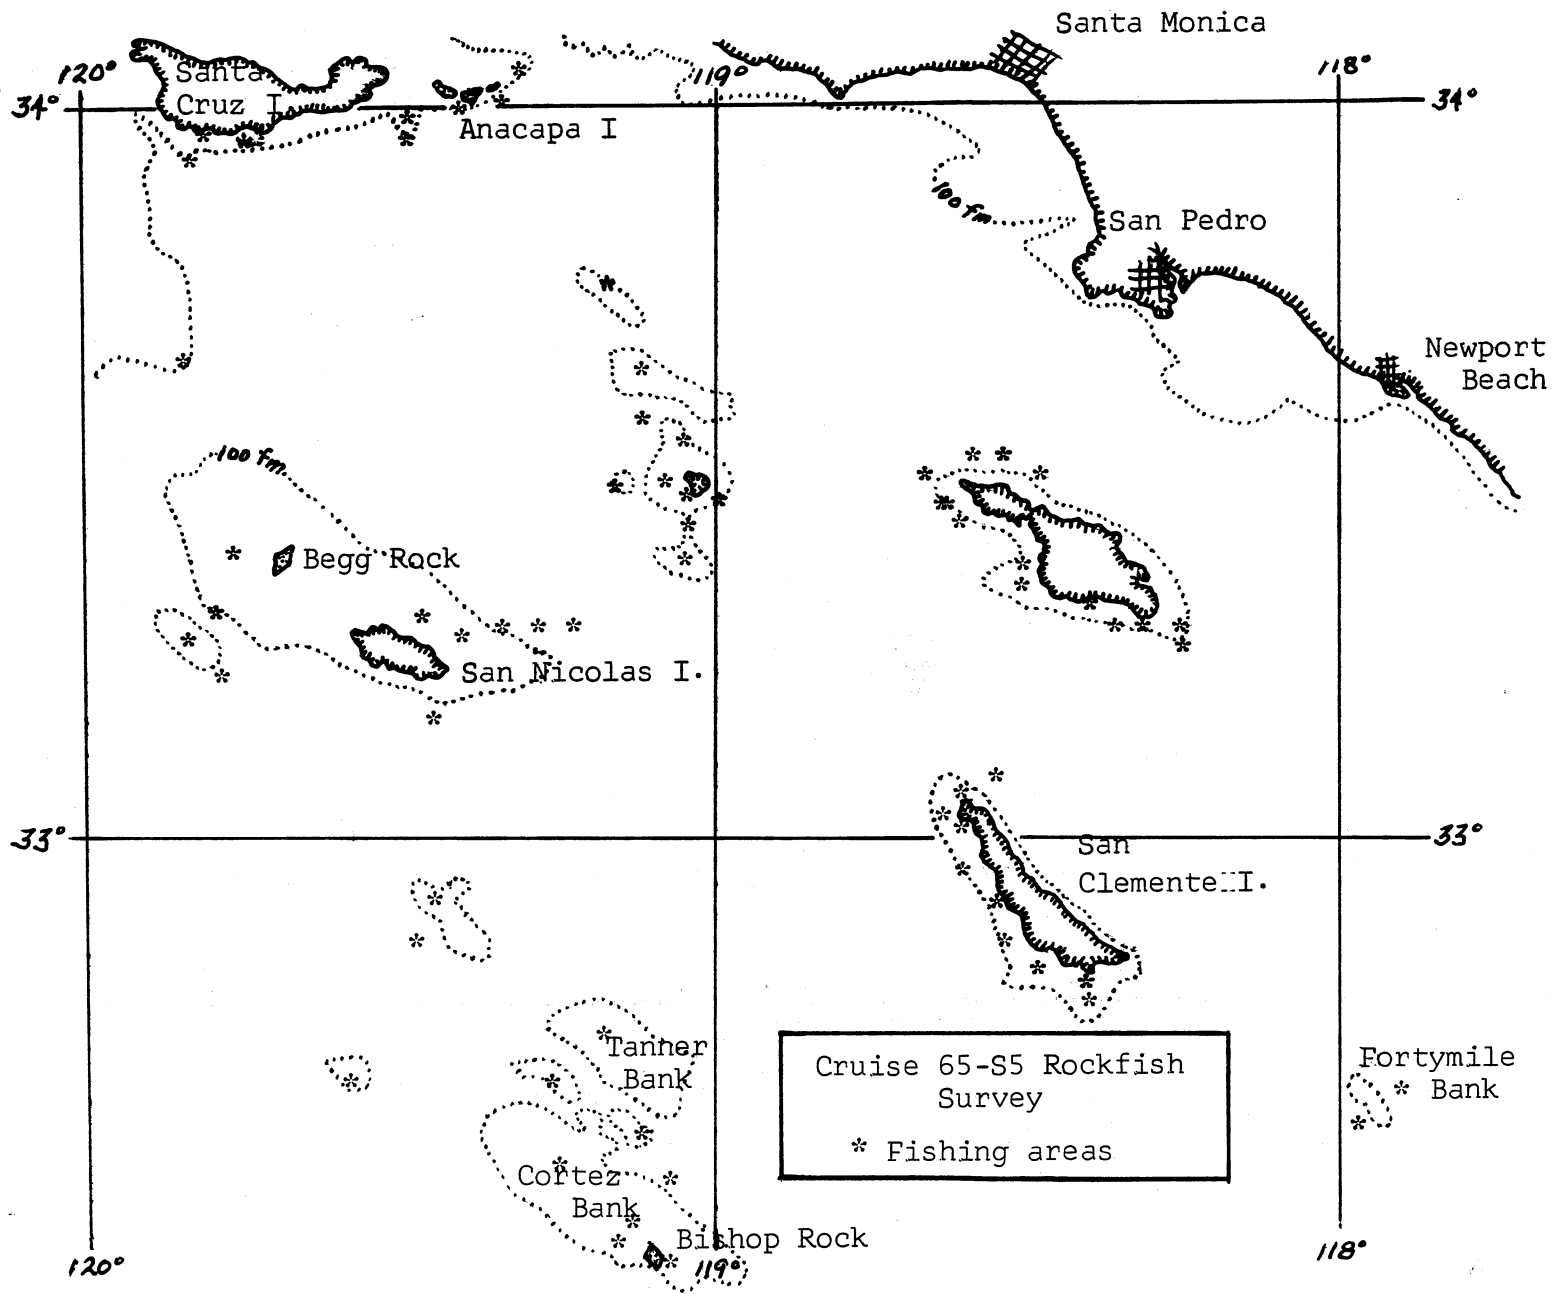 Santa Monica
120°
119°
118°
Santa
Cruz I
34°
34°
Anacapa I
100 fm
San Pedro
Newport
Beach
100 fm
Begg Rock
San Nicolas I.
33°
33°
San
Clemente I.
Tanner
Bank
Cruise 65-S5 Rockfish
Survey
* Fishing areas
Fortymile
Bank
Cortez
Bank
Bishop Rock
120°
119°
118°